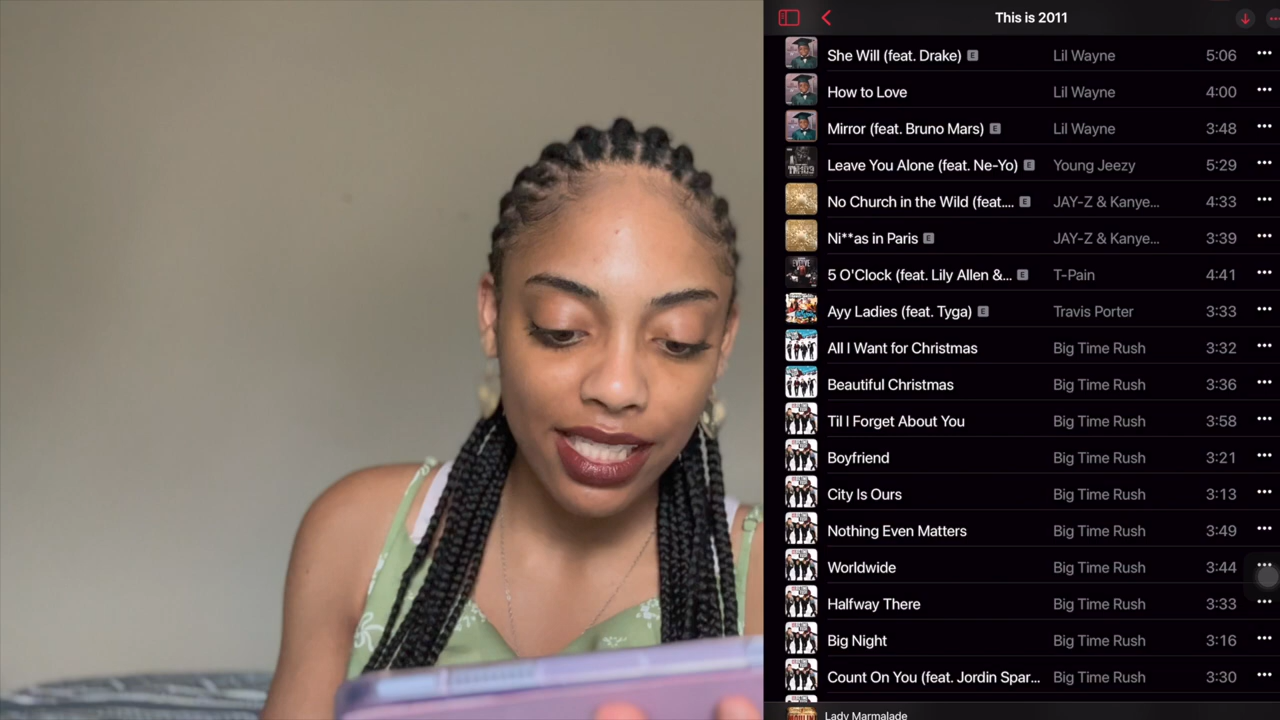 This is 2011
She Will (feat. Drake) E Lil Wayne 5:06
How to Love Lil Wayne 4:00
Mirror (feat. Bruno Mars) E Lil Wayne 3:48
Leave You Alone (feat. Ne-Yo) E Young Jeezy 5:29
No Church in the Wild (feat.... E JAY-Z & Kanye... 4:33
Ni**as in Paris E JAY-Z & Kanye... 3:39
5 O'Clock (feat. Lily Allen &... E T-Pain 4:41
Ayy Ladies (feat. Tyga) E Travis Porter 3:33
All I Want for Christmas Big Time Rush 3:32
Beautiful Christmas Big Time Rush 3:36
Til I Forget About You Big Time Rush 3:58
Boyfriend Big Time Rush 3:21
City Is Ours Big Time Rush 3:13
Nothing Even Matters Big Time Rush 3:49
Worldwide Big Time Rush 3:44
Halfway There Big Time Rush 3:33
Big Night Big Time Rush 3:16
Count On You (feat. Jordin Spar... Big Time Rush 3:30
Lady Marmalade